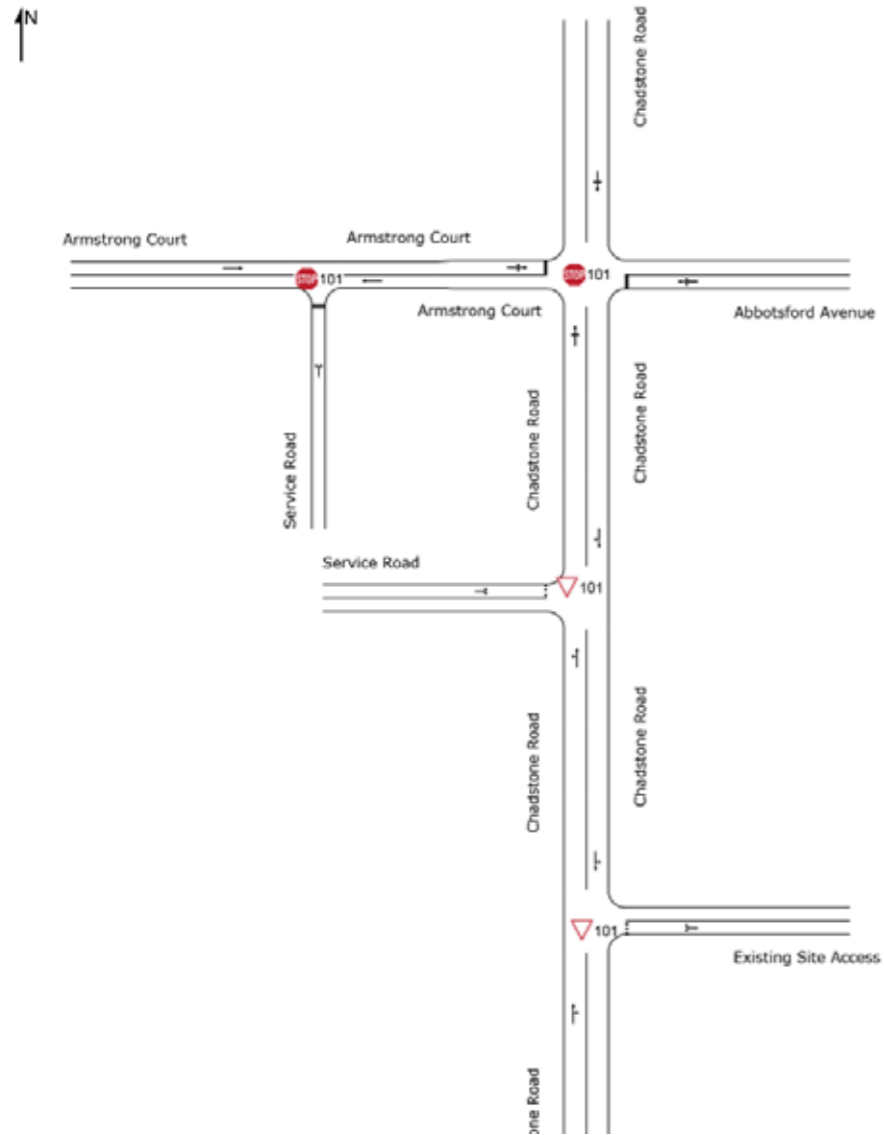 N
Chadstone Road
Armstrong Court
Armstrong Court
STOP 101
STOP 101
Armstrong Court
Abbotsford Avenue
Chadstone Road
Chadstone Road
Service Road
Service Road
101
Chadstone Road
Chadstone Road
101
Existing Site Access
one Road